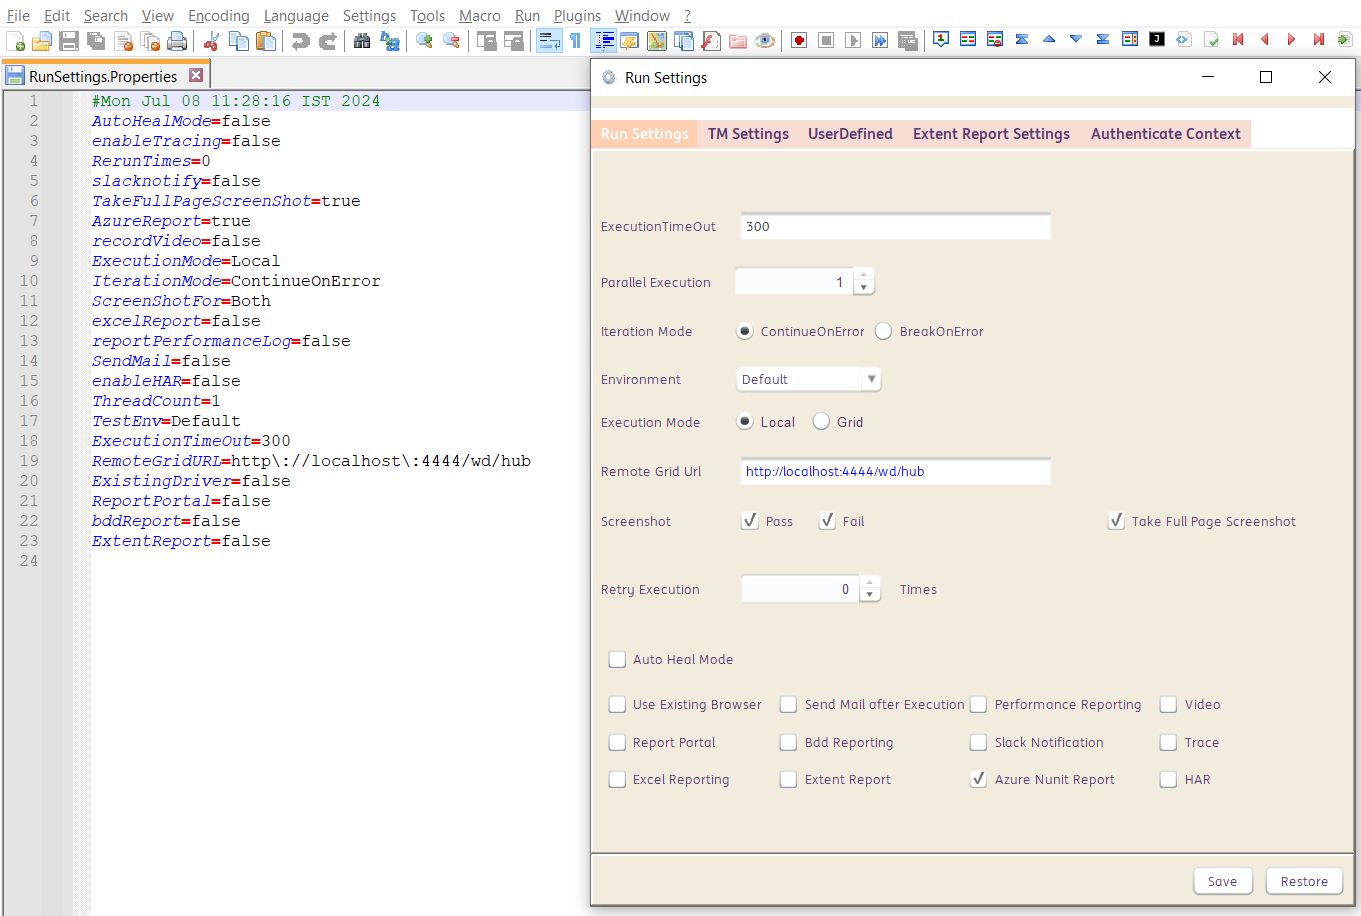 File Edit Search View Encoding Language Settings Tools Macro Run Plugins Window ?
RunSettings.Properties
1 #Mon Jul 08 11:28:16 IST 2024
2 AutoHealMode=false
3 enableTracing=false
4 RerunTimes=0
5 slacknotify=false
6 TakeFullPageScreenShot=true
7 AzureReport=true
8 recordVideo=false
9 ExecutionMode=Local
10 IterationMode=ContinueOnError
11 ScreenShotFor=Both
12 excelReport=false
13 reportPerformanceLog=false
14 SendMail=false
15 enableHAR=false
16 ThreadCount=1
17 TestEnv=Default
18 ExecutionTimeOut=300
19 RemoteGridURL=http\://localhost\:4444/wd/hub
20 ExistingDriver=false
21 ReportPortal=false
22 bddReport=false
23 ExtentReport=false
24
Run Settings
Run Settings TM Settings UserDefined Extent Report Settings Authenticate Context
ExecutionTimeOut 300
Parallel Execution 1
Iteration Mode ContinueOnError BreakOnError
Environment Default
Execution Mode Local Grid
Remote Grid Url http://localhost:4444/wd/hub
Screenshot Pass Fail Take Full Page Screenshot
Retry Execution 0 Times
Auto Heal Mode
Use Existing Browser Send Mail after Execution Performance Reporting Video
Report Portal Bdd Reporting Slack Notification Trace
Excel Reporting Extent Report Azure Nunit Report HAR
Save Restore